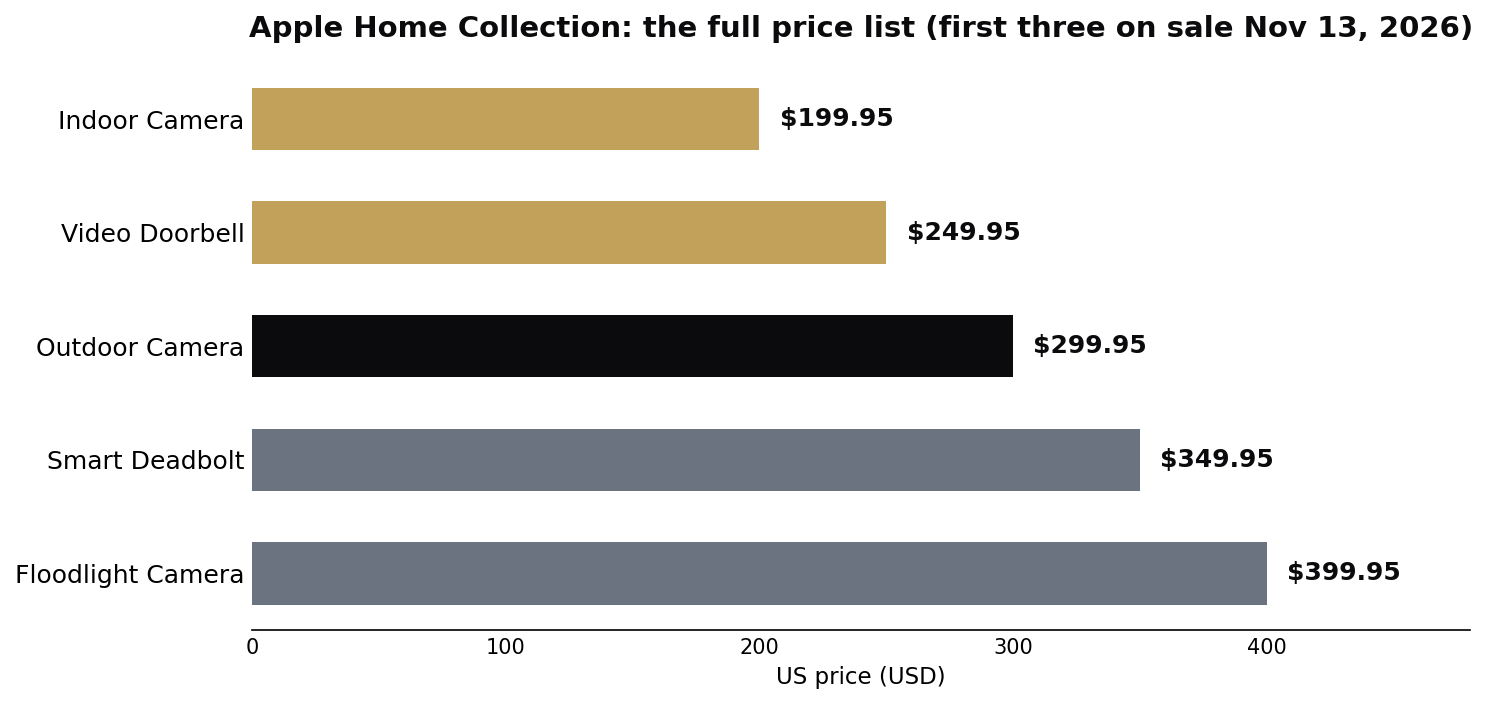 Apple Home Collection: the full price list (first three on sale Nov 13, 2026)
Indoor Camera $199.95
Video Doorbell $249.95
Outdoor Camera $299.95
Smart Deadbolt $349.95
Floodlight Camera $399.95
0 100 200 300 400
US price (USD)